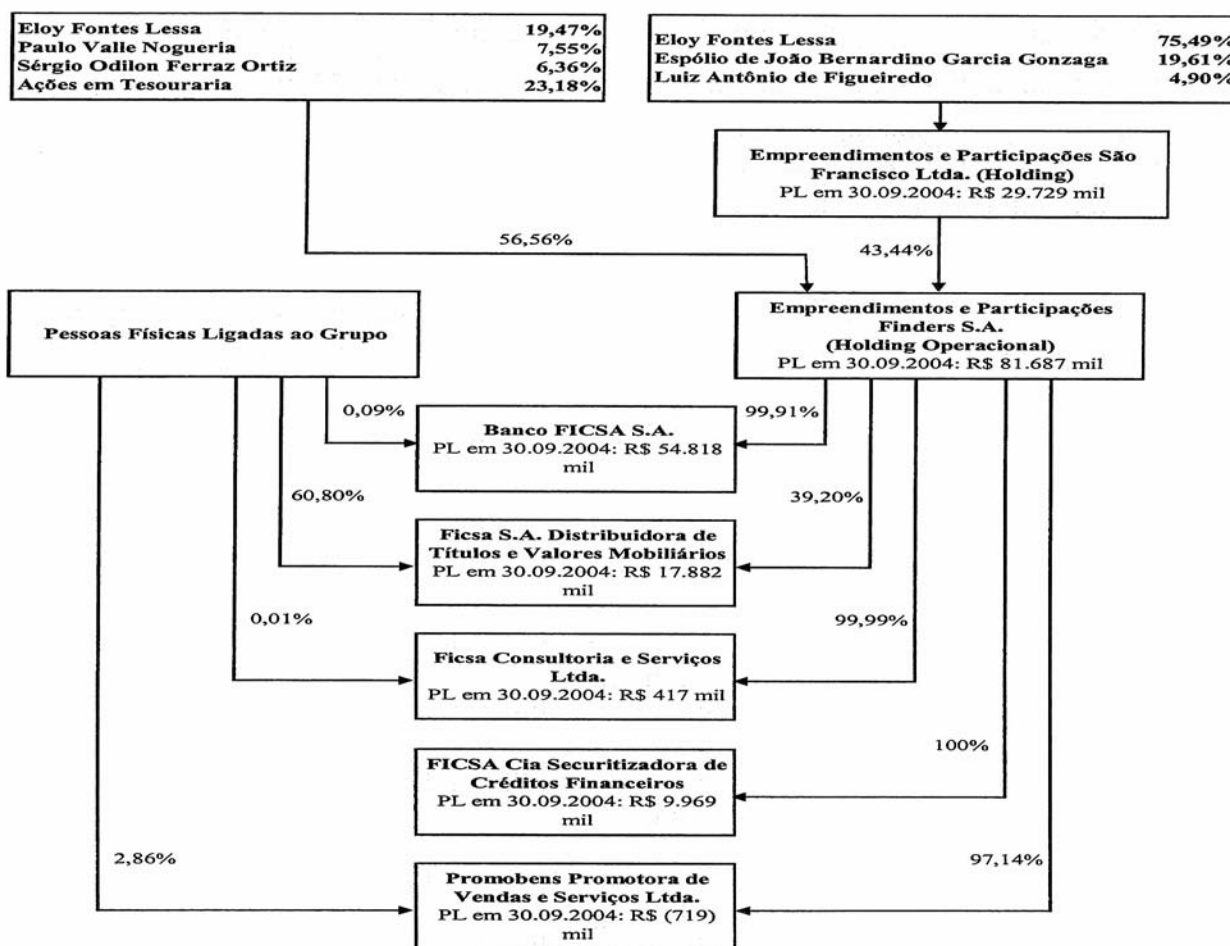 Eloy Fontes Lessa 19,47%
Paulo Valle Nogueria 7,55%
Sérgio Odilon Ferraz Ortiz 6,36%
Ações em Tesouraria 23,18%
Eloy Fontes Lessa 75,49%
Espólio de João Bernardino Garcia Gonzaga 19,61%
Luiz Antônio de Figueiredo 4,90%
Empreendimentos e Participações São
Francisco Ltda. (Holding)
PL em 30.09.2004: R$ 29.729 mil
56,56%
43,44%
Pessoas Físicas Ligadas ao Grupo
Empreendimentos e Participações
Finders S.A.
(Holding Operacional)
PL em 30.09.2004: R$ 81.687 mil
0,09%
99,91%
Banco FICSA S.A.
PL em 30.09.2004: R$ 54.818
mil
60,80%
39,20%
Ficsa S.A. Distribuidora de
Títulos e Valores Mobiliários
PL em 30.09.2004: R$ 17.882
mil
0,01%
99,99%
Ficsa Consultoria e Serviços
Ltda.
PL em 30.09.2004: R$ 417 mil
100%
FICSA Cia Securitizadora de
Créditos Financeiros
PL em 30.09.2004: R$ 9.969
mil
2,86%
97,14%
Promobens Promotora de
Vendas e Serviços Ltda.
PL em 30.09.2004: R$ (719)
mil